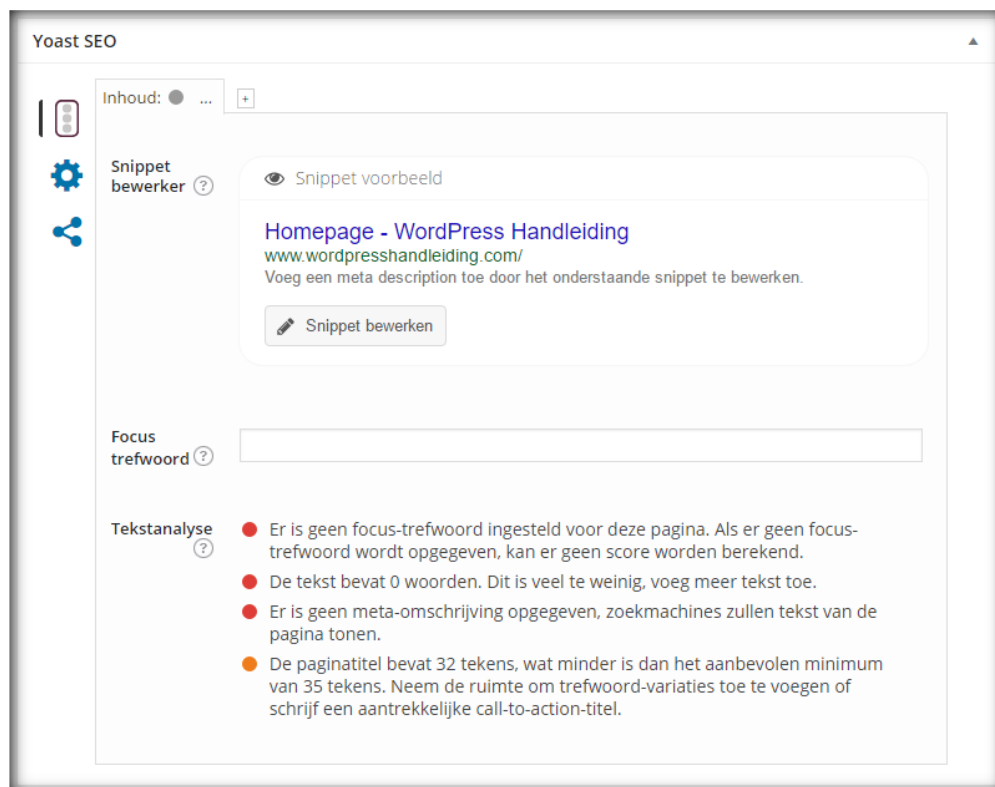 Yoast SEO
Inhoud: ...
+
Snippet
bewerker ?
Snippet voorbeeld
Homepage - WordPress Handleiding
www.wordpresshandleiding.com/
Voeg een meta description toe door het onderstaande snippet te bewerken.
Snippet bewerken
Focus
trefwoord ?
Tekstanalyse
?
Er is geen focus-trefwoord ingesteld voor deze pagina. Als er geen focus-
trefwoord wordt opgegeven, kan er geen score worden berekend.
De tekst bevat 0 woorden. Dit is veel te weinig, voeg meer tekst toe.
Er is geen meta-omschrijving opgegeven, zoekmachines zullen tekst van de
pagina tonen.
De paginatitel bevat 32 tekens, wat minder is dan het aanbevolen minimum
van 35 tekens. Neem de ruimte om trefwoord-variaties toe te voegen of
schrijf een aantrekkelijke call-to-action-titel.